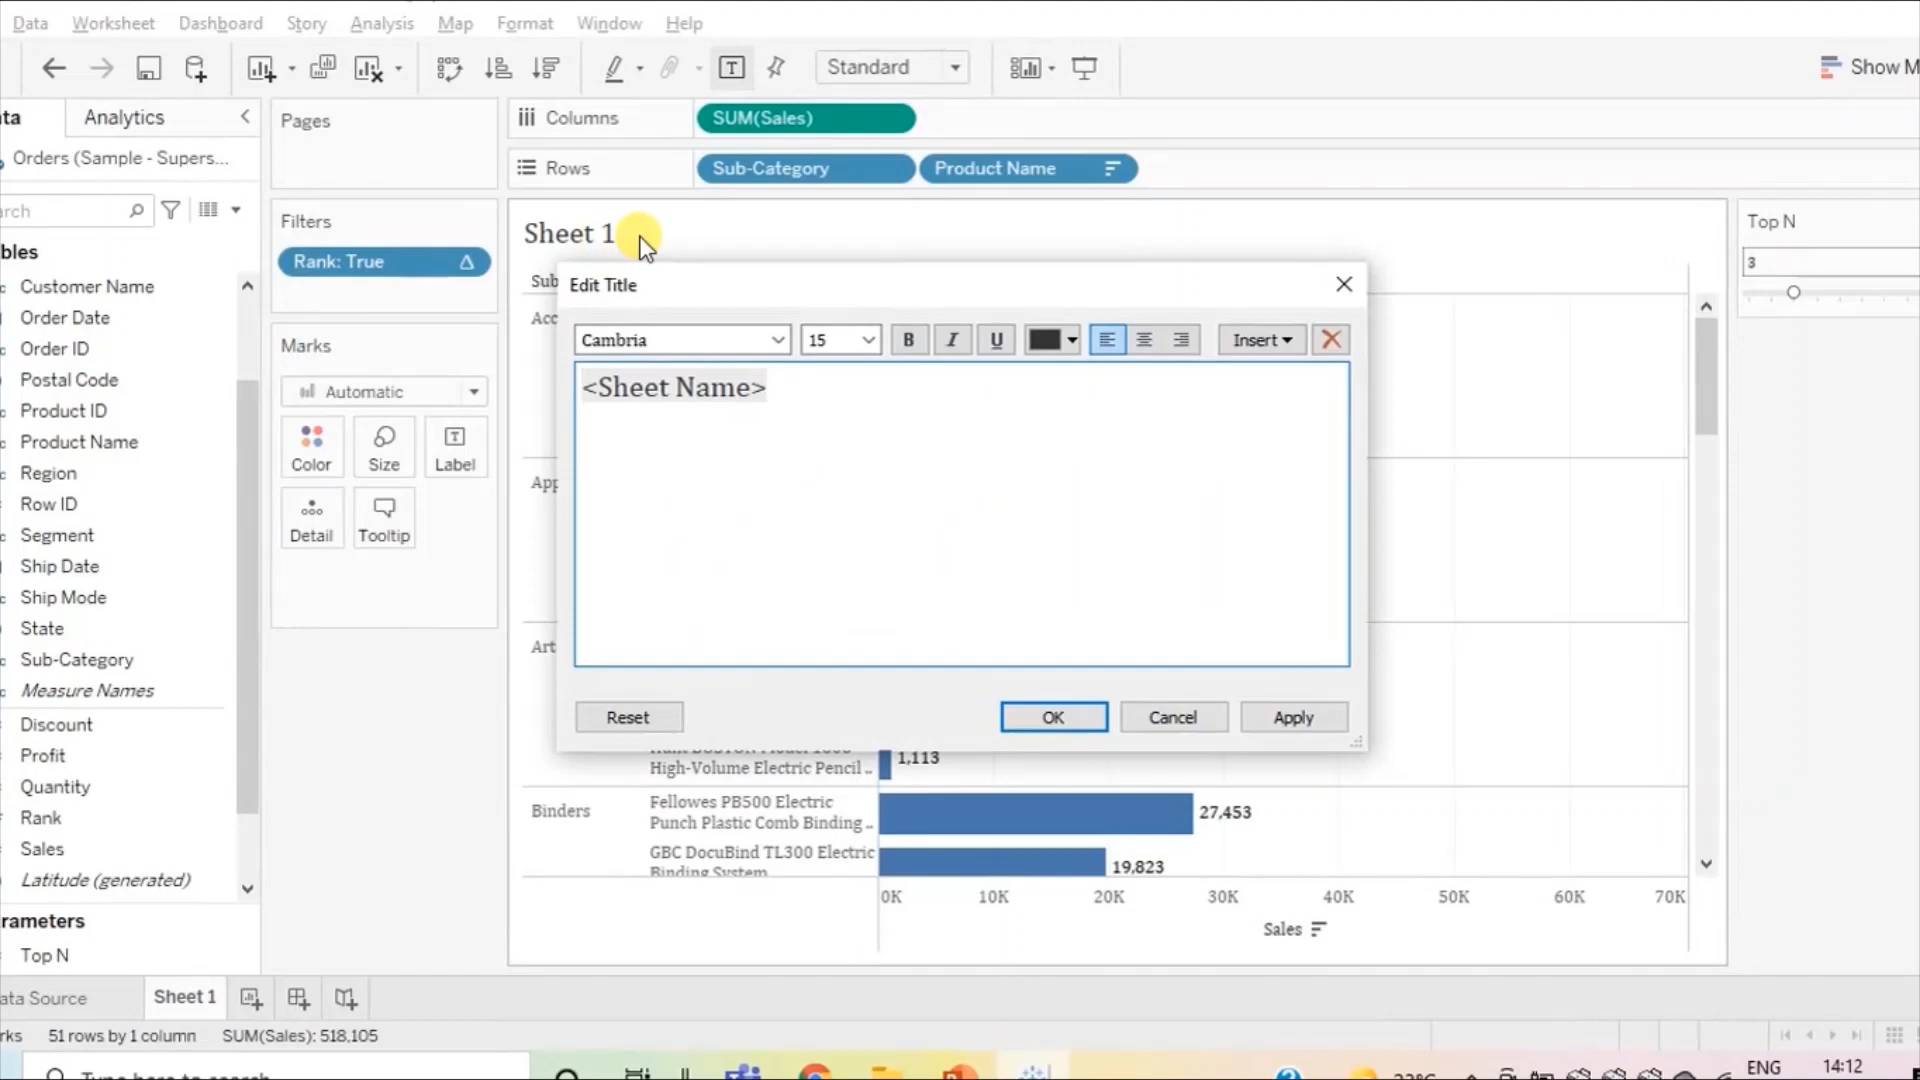 Data Worksheet Dashboard Story Analysis Map Format Window Help
Standard
Show M
ta
Analytics
Orders (Sample - Supers...
rch
bles
Customer Name
Order Date
Order ID
Postal Code
Product ID
Product Name
Region
Row ID
Segment
Ship Date
Ship Mode
State
Sub-Category
Measure Names
Discount
Profit
Quantity
Rank
Sales
Latitude (generated)
rameters
Top N
Pages
Filters
Rank: True
Marks
Automatic
Color
Size
Label
Detail
Tooltip
Columns
SUM(Sales)
Rows
Sub-Category
Product Name
Sheet 1
Sub
Acc
App
Art
Edit Title
Cambria
15
B
I
U
Insert
<Sheet Name>
Reset
OK
Cancel
Apply
High-Volume Electric Pencil ..
1,113
Binders
Fellowes PB500 Electric
Punch Plastic Comb Binding ..
27,453
GBC DocuBind TL300 Electric
Binding System
19,823
0K 10K 20K 30K 40K 50K 60K 70K
Sales
Top N
3
ata Source
Sheet 1
rks
51 rows by 1 column
SUM(Sales): 518,105
Type here to search
ENG
14:12